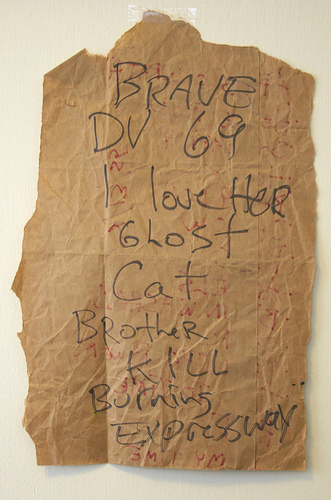 BRAVE
DV 69
I love HER
GHOST
Cat
BRotHer
KILL
Burning
EXPRessway